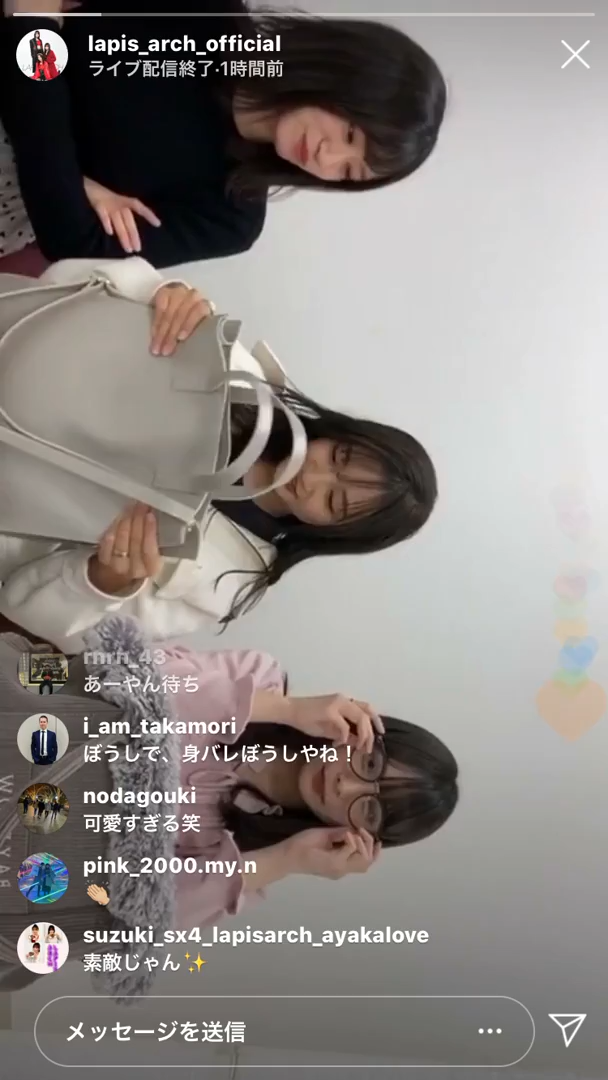 lapis_arch_official
ライブ配信終了·1時間前
rmrh_43
あーやん待ち
i_am_takamori
ぼうしで、身バレぼうしやね！
nodagouki
可愛すぎる笑
pink_2000.my.n
👏🏻
suzuki_sx4_lapisarch_ayakalove
素敵じゃん✨
メッセージを送信